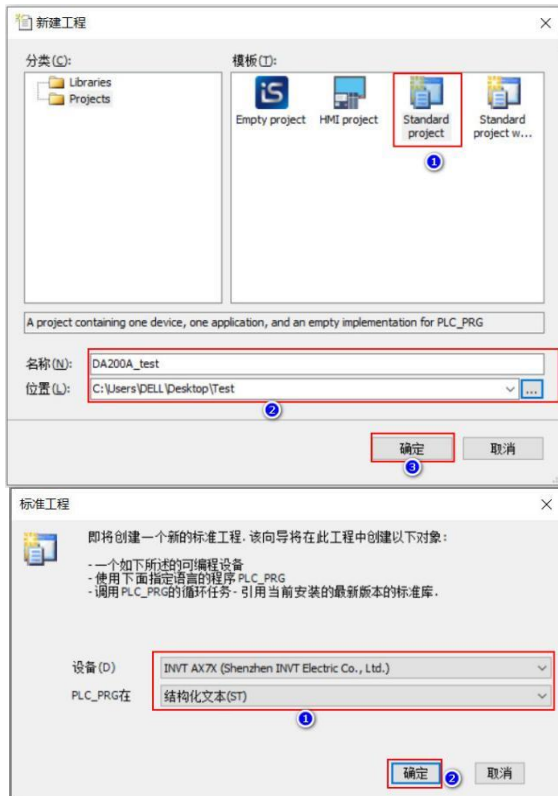 新建工程
分类(C):
模板(T):
Libraries
Projects
iS
Empty project
HMI project
Standard
project
Standard
project w...
1
A project containing one device, one application, and an empty implementation for PLC_PRG
名称(N):
DA200A_test
位置(L):
C:\Users\DELL\Desktop\Test
...
2
确定
取消
3
标准工程
即将创建一个新的标准工程.该向导将在此工程中创建以下对象:
-一个如下所述的可编程设备
-使用下面指定语言的程序PLC_PRG
-调用PLC_PRG的循环任务-引用当前安装的最新版本的标准库.
设备(D)
INVT AX7X (Shenzhen INVT Electric Co., Ltd.)
PLC_PRG在
结构化文本(ST)
1
确定
2
取消